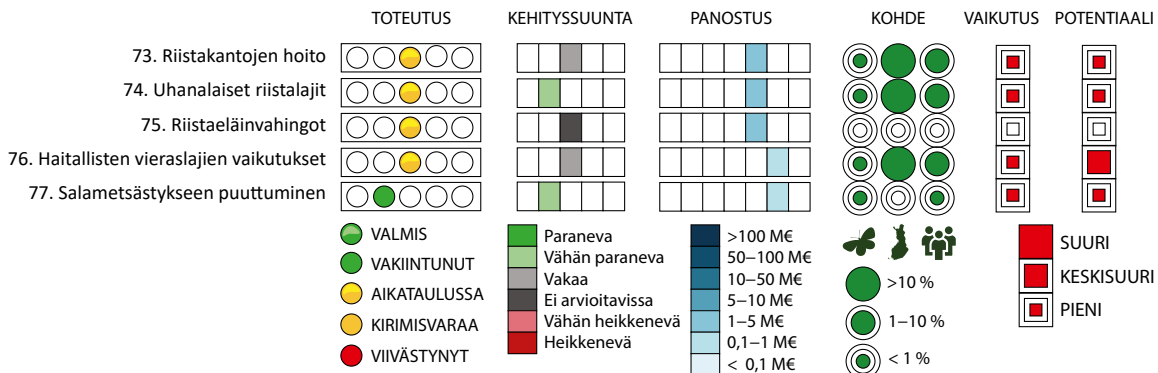 TOTEUTUS KEHITYSSUUNTA PANOSTUS KOHDE VAIKUTUS POTENTIAALI
73. Riistakantojen hoito
74. Uhanalaiset riistalajit
75. Riistaeläinvahingot
76. Haitallisten vieraslajien vaikutukset
77. Salametsästykseen puuttuminen
VALMIS
VAKIINTUNUT
AIKATAULUSSA
KIRIMISVARAA
VIIVÄSTYNYT
Paraneva
Vähän paraneva
Vakaa
Ei arvioitavissa
Vähän heikkenevä
Heikkenevä
>100 M€
50–100 M€
10–50 M€
5–10 M€
1–5 M€
0,1–1 M€
< 0,1 M€
>10 %
1–10 %
< 1 %
SUURI
KESKISUURI
PIENI